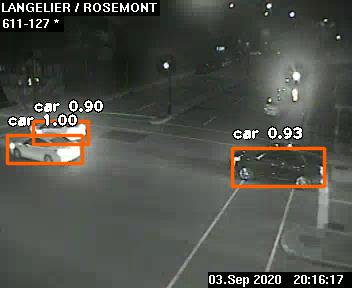 LANGELIER / ROSEMONT
611-127 *
car 0.90
car 1.00
car 0.93
03.Sep 2020 20:16:17